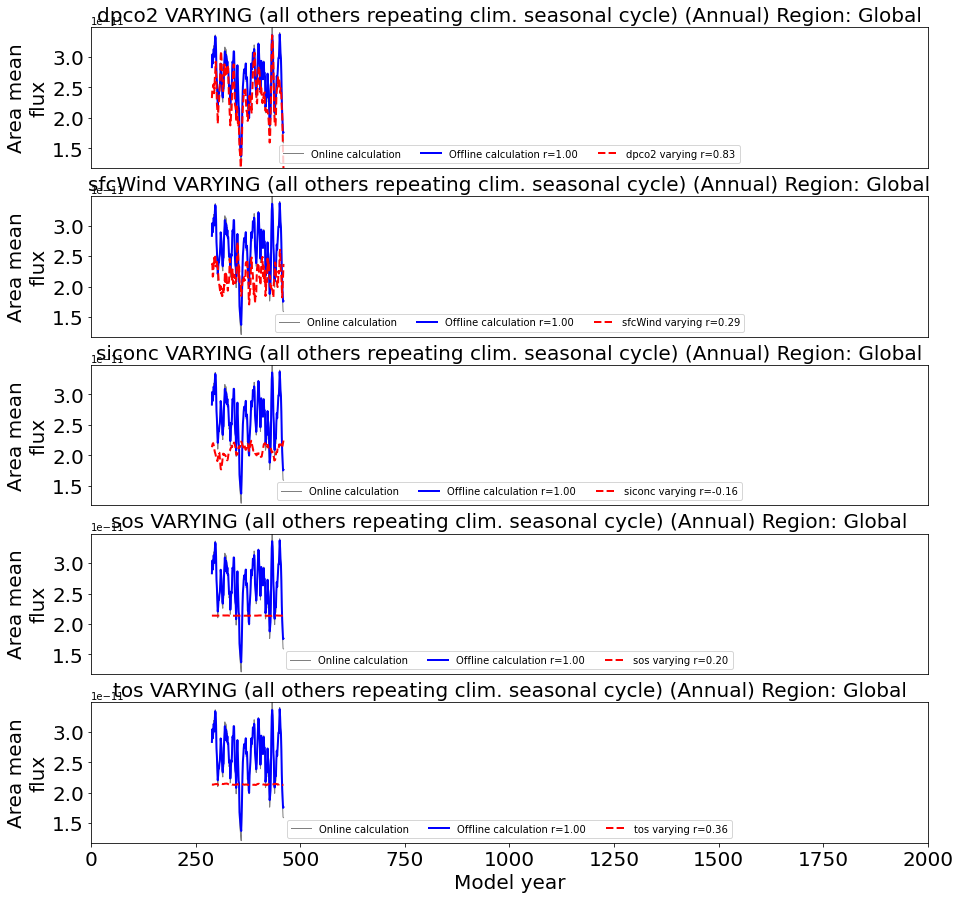 dpco2 VARYING (all others repeating clim. seasonal cycle) (Annual) Region: Global
1e−11
3.0
2.5
2.0
1.5
Area mean
flux
Online calculation Offline calculation r=1.00 dpco2 varying r=0.83
sfcWind VARYING (all others repeating clim. seasonal cycle) (Annual) Region: Global
1e−11
3.0
2.5
2.0
1.5
Area mean
flux
Online calculation Offline calculation r=1.00 sfcWind varying r=0.29
siconc VARYING (all others repeating clim. seasonal cycle) (Annual) Region: Global
1e−11
3.0
2.5
2.0
1.5
Area mean
flux
Online calculation Offline calculation r=1.00 siconc varying r=-0.16
sos VARYING (all others repeating clim. seasonal cycle) (Annual) Region: Global
1e−11
3.0
2.5
2.0
1.5
Area mean
flux
Online calculation Offline calculation r=1.00 sos varying r=0.20
tos VARYING (all others repeating clim. seasonal cycle) (Annual) Region: Global
1e−11
3.0
2.5
2.0
1.5
Area mean
flux
Online calculation Offline calculation r=1.00 tos varying r=0.36
0 250 500 750 1000 1250 1500 1750 2000
Model year